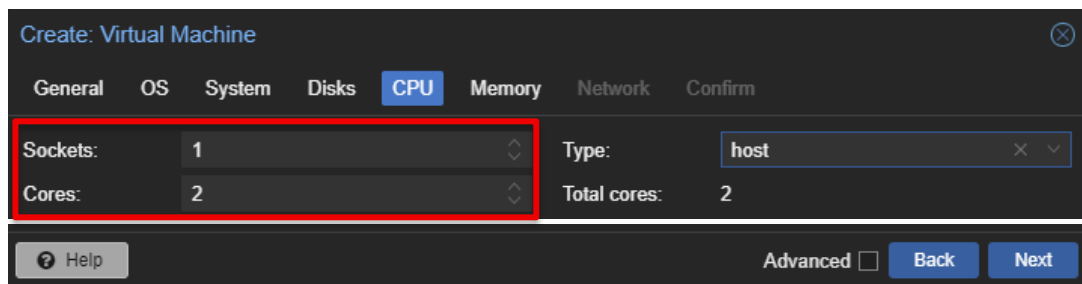 Create: Virtual Machine
General OS System Disks CPU Memory Network Confirm
Sockets: 1 Type: host
Cores: 2 Total cores: 2
Help Advanced Back Next